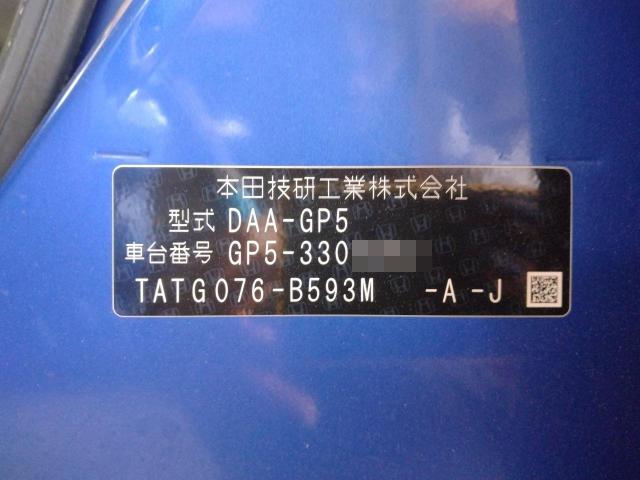 本田技研工業株式会社
型式 DAA-GP5
車台番号 GP5-330
TATG076-B593M -A -J